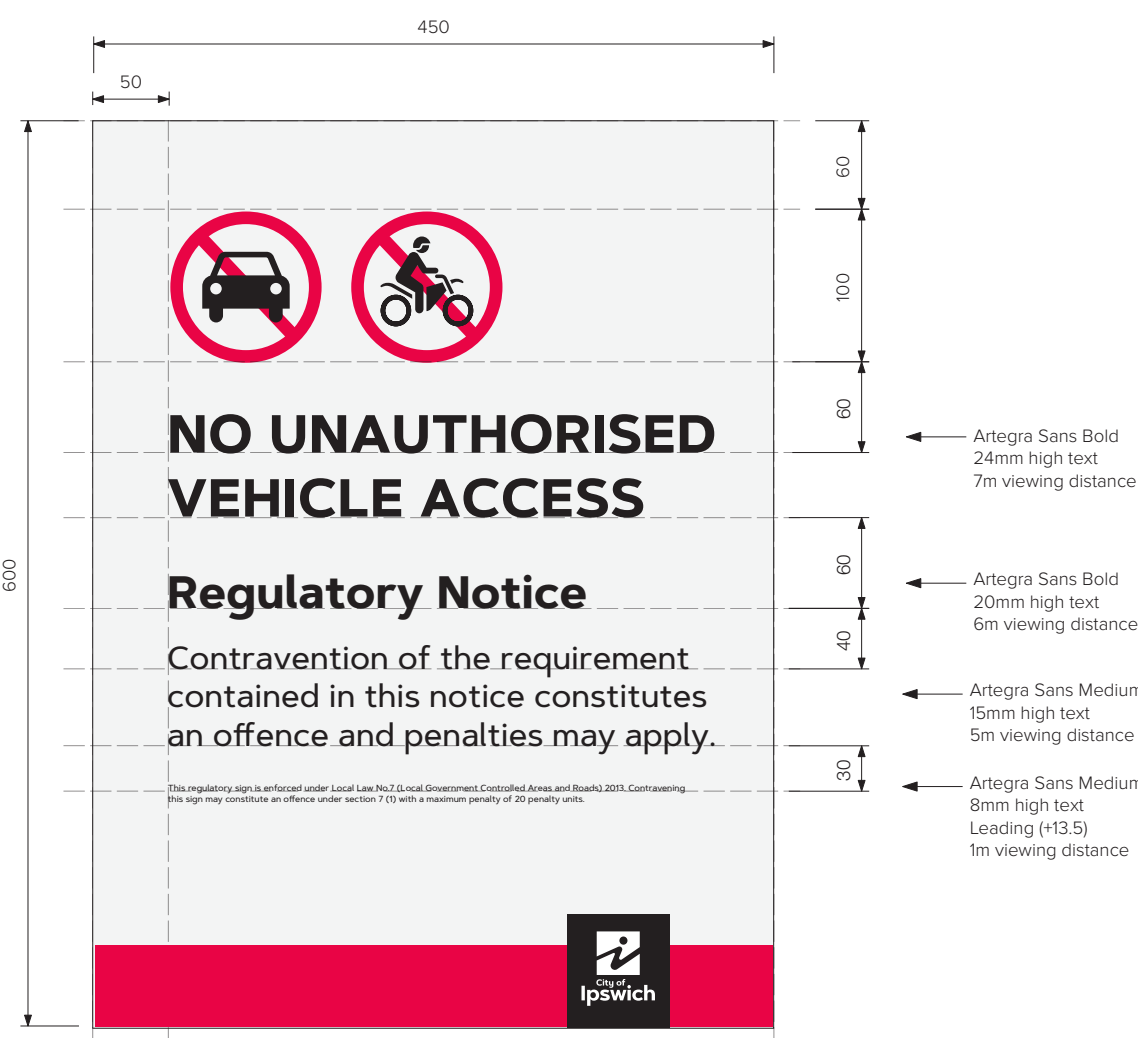 450
50
60
100
60
600
60
40
30
NO UNAUTHORISED
VEHICLE ACCESS
Regulatory Notice
Contravention of the requirement
contained in this notice constitutes
an offence and penalties may apply.
This regulatory sign is enforced under Local Law No.7 (Local Government Controlled Areas and Roads) 2013. Contravening
this sign may constitute an offence under section 7 (1) with a maximum penalty of 20 penalty units.
City of
Ipswich
Artegra Sans Bold
24mm high text
7m viewing distance
Artegra Sans Bold
20mm high text
6m viewing distance
Artegra Sans Medium
15mm high text
5m viewing distance
Artegra Sans Medium
8mm high text
Leading (+13.5)
1m viewing distance